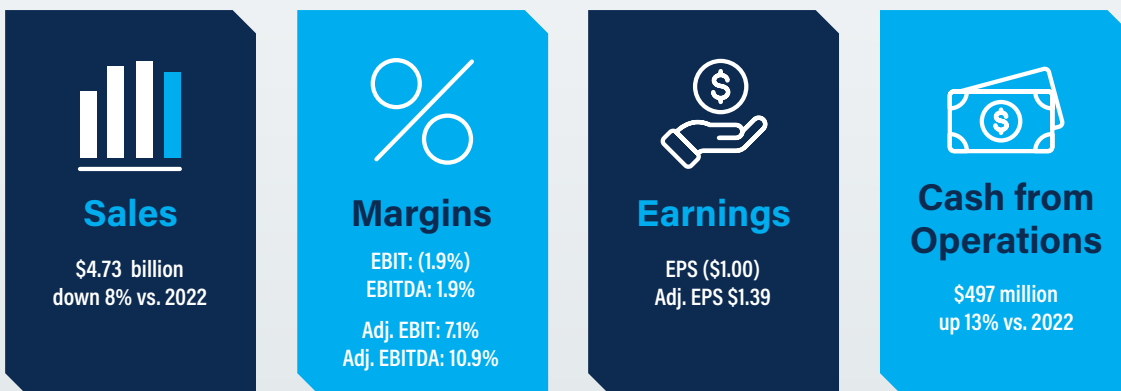 Sales
$4.73 billion
down 8% vs. 2022
Margins
EBIT: (1.9%)
EBITDA: 1.9%
Adj. EBIT: 7.1%
Adj. EBITDA: 10.9%
$
Earnings
EPS ($1.00)
Adj. EPS $1.39
$
Cash from
Operations
$497 million
up 13% vs. 2022